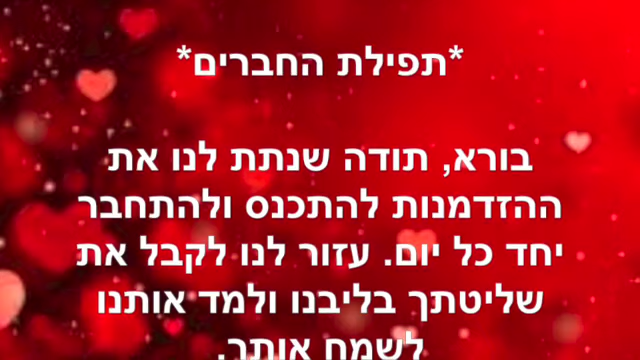 *תפילת החברים*
בורא, תודה שנתת לנו את
ההזדמנות להתכנס ולהתחבר
יחד כל יום. עזור לנו לקבל את
שליטתך בליבנו ולמד אותנו
לשמח אותך.